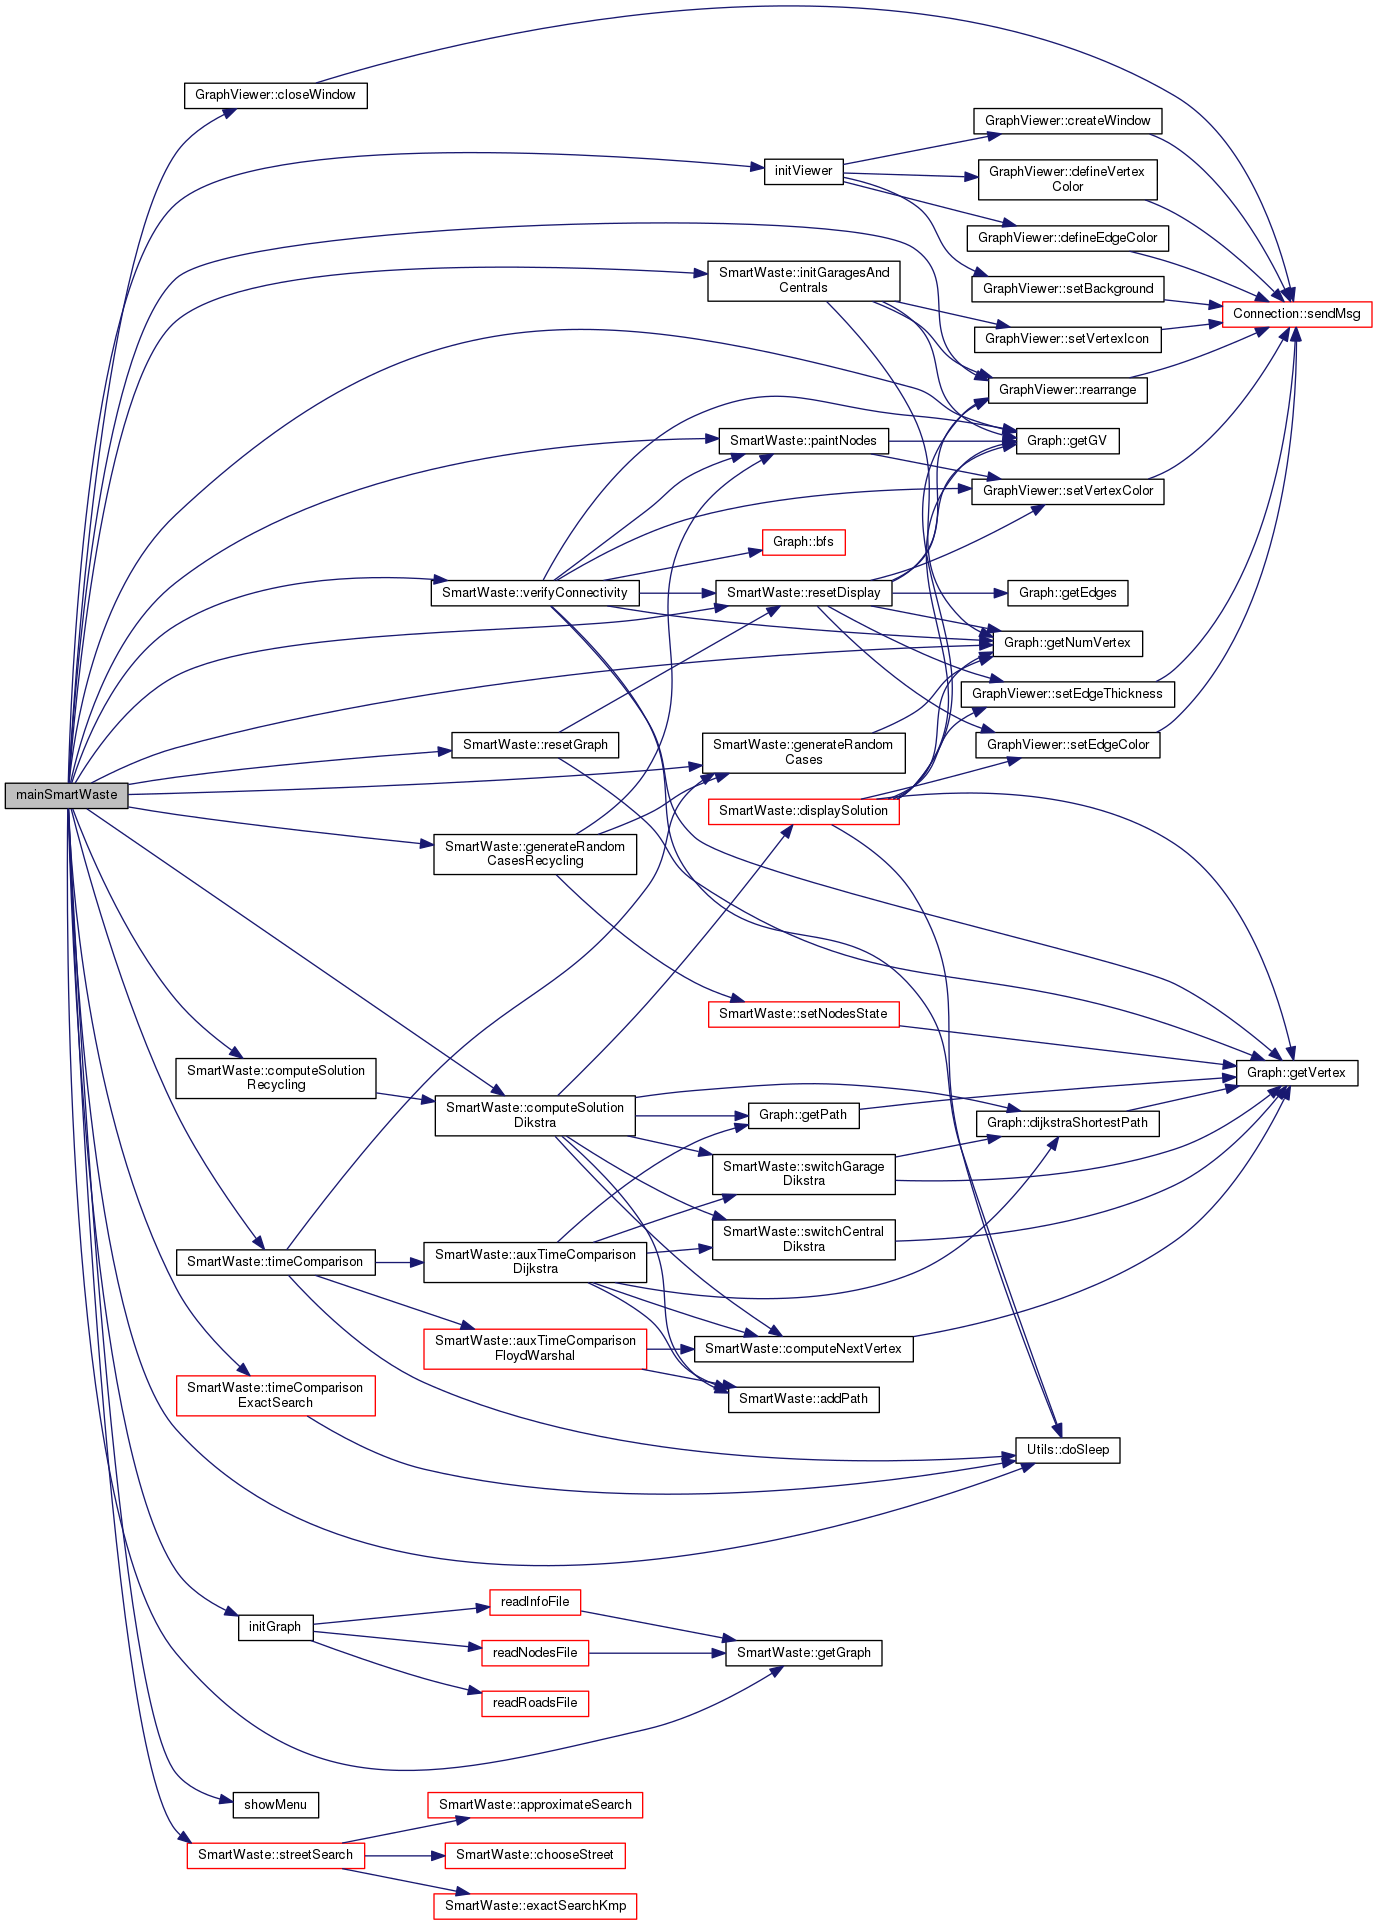 GraphViewer::closeWindow
GraphViewer::createWindow
initViewer
GraphViewer::defineVertex
Color
GraphViewer::defineEdgeColor
SmartWaste::initGaragesAnd
Centrals
GraphViewer::setBackground
Connection::sendMsg
GraphViewer::setVertexIcon
GraphViewer::rearrange
SmartWaste::paintNodes
Graph::getGV
GraphViewer::setVertexColor
Graph::bfs
SmartWaste::verifyConnectivity
SmartWaste::resetDisplay
Graph::getEdges
Graph::getNumVertex
GraphViewer::setEdgeThickness
SmartWaste::resetGraph
SmartWaste::generateRandom
Cases
GraphViewer::setEdgeColor
mainSmartWaste
SmartWaste::displaySolution
SmartWaste::generateRandom
CasesRecycling
SmartWaste::setNodesState
SmartWaste::computeSolution
Recycling
Graph::getVertex
SmartWaste::computeSolution
Dikstra
Graph::getPath
Graph::dijkstraShortestPath
SmartWaste::switchGarage
Dikstra
SmartWaste::switchCentral
Dikstra
SmartWaste::timeComparison
SmartWaste::auxTimeComparison
Dijkstra
SmartWaste::auxTimeComparison
FloydWarshal
SmartWaste::computeNextVertex
SmartWaste::timeComparison
ExactSearch
SmartWaste::addPath
Utils::doSleep
readInfoFile
initGraph
readNodesFile
SmartWaste::getGraph
readRoadsFile
showMenu
SmartWaste::approximateSearch
SmartWaste::streetSearch
SmartWaste::chooseStreet
SmartWaste::exactSearchKmp